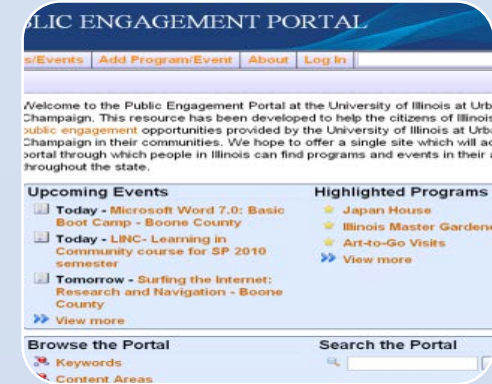 BLIC ENGAGEMENT PORTAL
s/Events Add Program/Event About Log In
Welcome to the Public Engagement Portal at the University of Illinois at Urb
Champaign. This resource has been developed to help the citizens of Illinois
public engagement opportunities provided by the University of Illinois at Urba
Champaign in their communities. We hope to offer a single site which will ac
portal through which people in Illinois can find programs and events in their
throughout the state.
Upcoming Events
Today - Microsoft Word 7.0: Basic
Boot Camp - Boone County
Today - LINC- Learning in
Community course for SP 2010
semester
Tomorrow - Surfing the Internet:
Research and Navigation - Boone
County
View more
Highlighted Programs
Japan House
Illinois Master Gardene
Art-to-Go Visits
View more
Browse the Portal
Keywords
Content Areas
Search the Portal